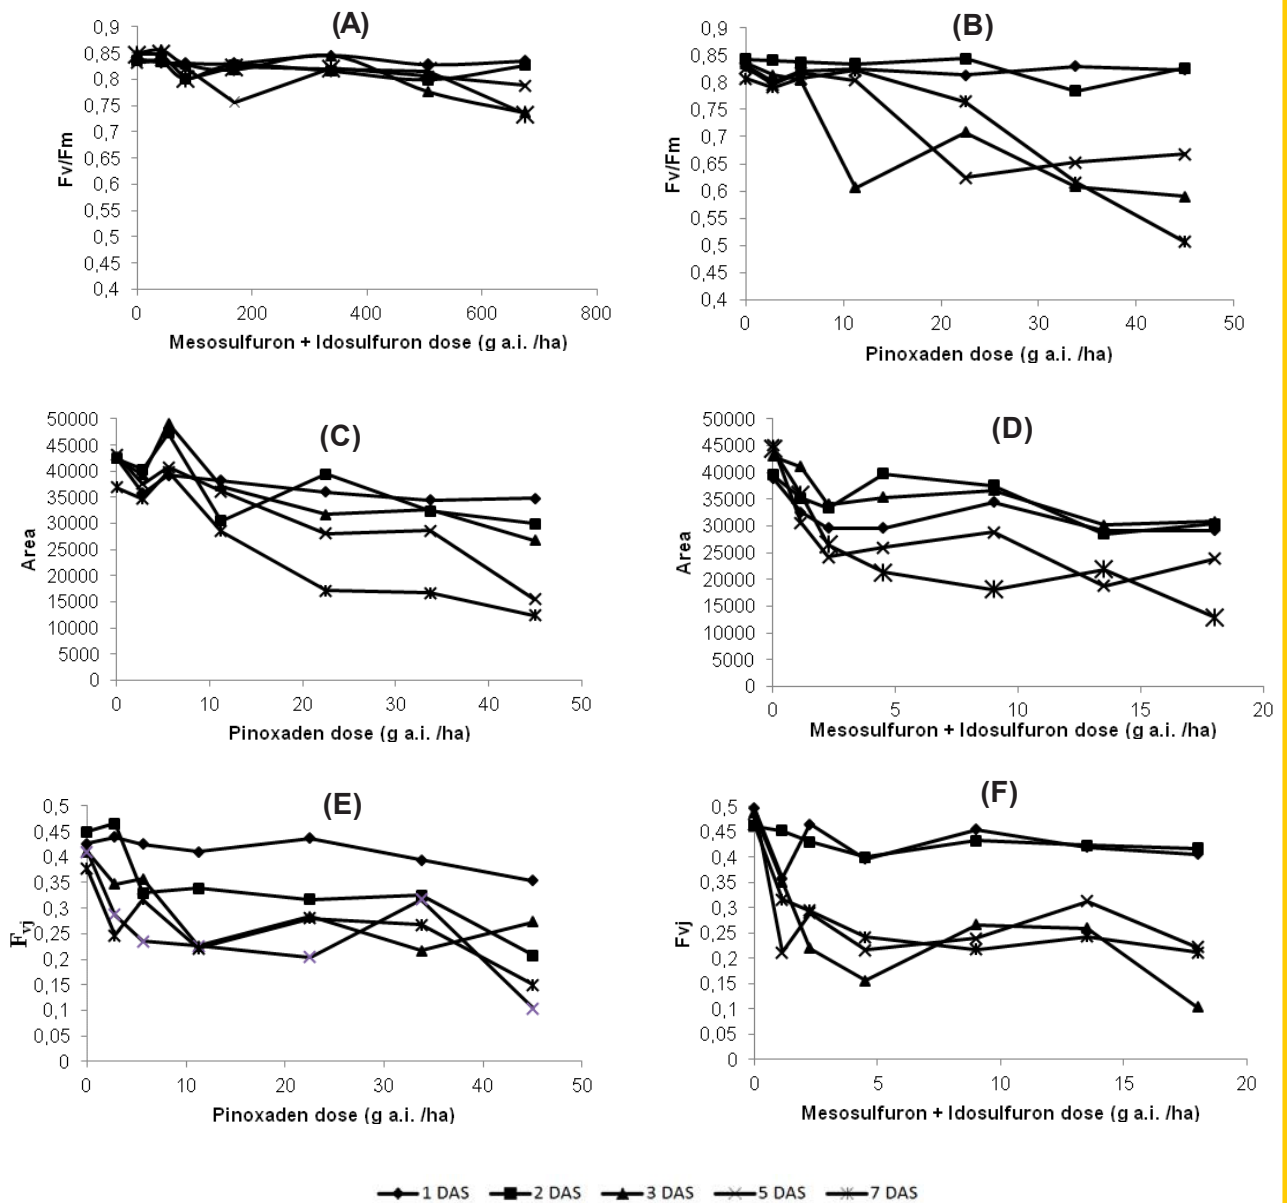 (A)
0,9
0,85
0,8
0,75
0,7
0,65
0,6
0,55
0,5
0,45
0,4
Fv/Fm
0 200 400 600 800
Mesosulfuron + Idosulfuron dose (g a.i. /ha)
(B)
0,9
0,85
0,8
0,75
0,7
0,65
0,6
0,55
0,5
0,45
0,4
Fv/Fm
0 10 20 30 40 50
Pinoxaden dose (g a.i. /ha)
(C)
50000
45000
40000
35000
30000
25000
20000
15000
10000
5000
0
Area
0 10 20 30 40 50
Pinoxaden dose (g a.i. /ha)
(D)
50000
45000
40000
35000
30000
25000
20000
15000
10000
5000
0
Area
0 5 10 15 20
Mesosulfuron + Idosulfuron dose (g a.i. /ha)
(E)
0,5
0,45
0,4
0,35
0,3
0,25
0,2
0,15
0,1
0,05
0
Fvj
0 10 20 30 40 50
Pinoxaden dose (g a.i. /ha)
(F)
0,5
0,45
0,4
0,35
0,3
0,25
0,2
0,15
0,1
0,05
0
Fvj
0 5 10 15 20
Mesosulfuron + Idosulfuron dose (g a.i. /ha)
1 DAS 2 DAS 3 DAS 5 DAS 7 DAS